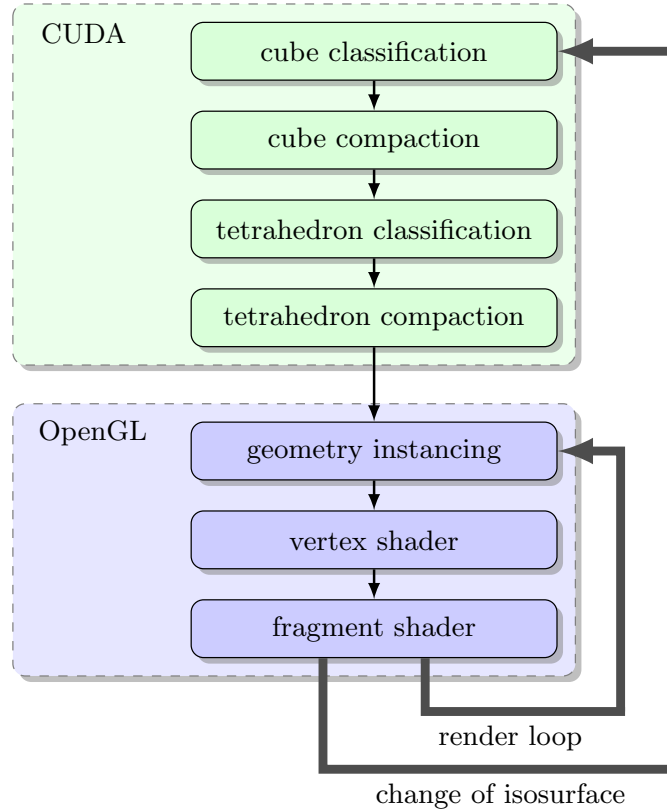 CUDA
cube classification
cube compaction
tetrahedron classification
tetrahedron compaction
OpenGL
geometry instancing
vertex shader
fragment shader
render loop
change of isosurface